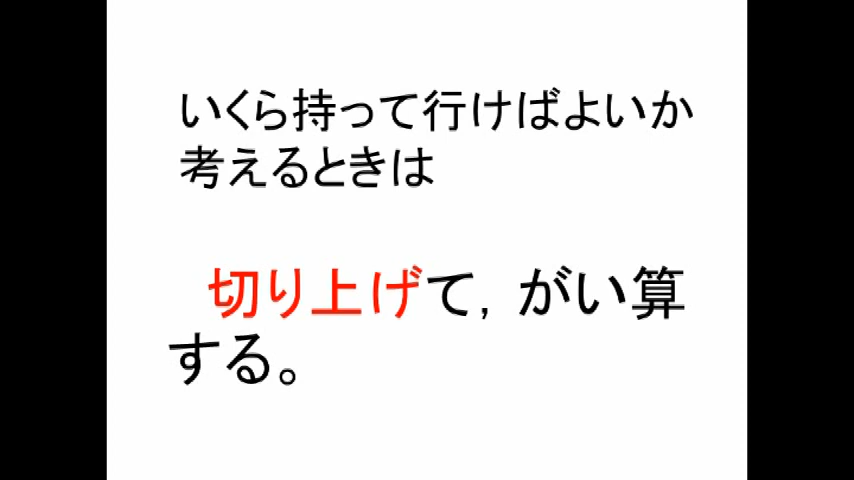 いくら持って行けばよいか
考えるときは
切り上げて，がい算
する。